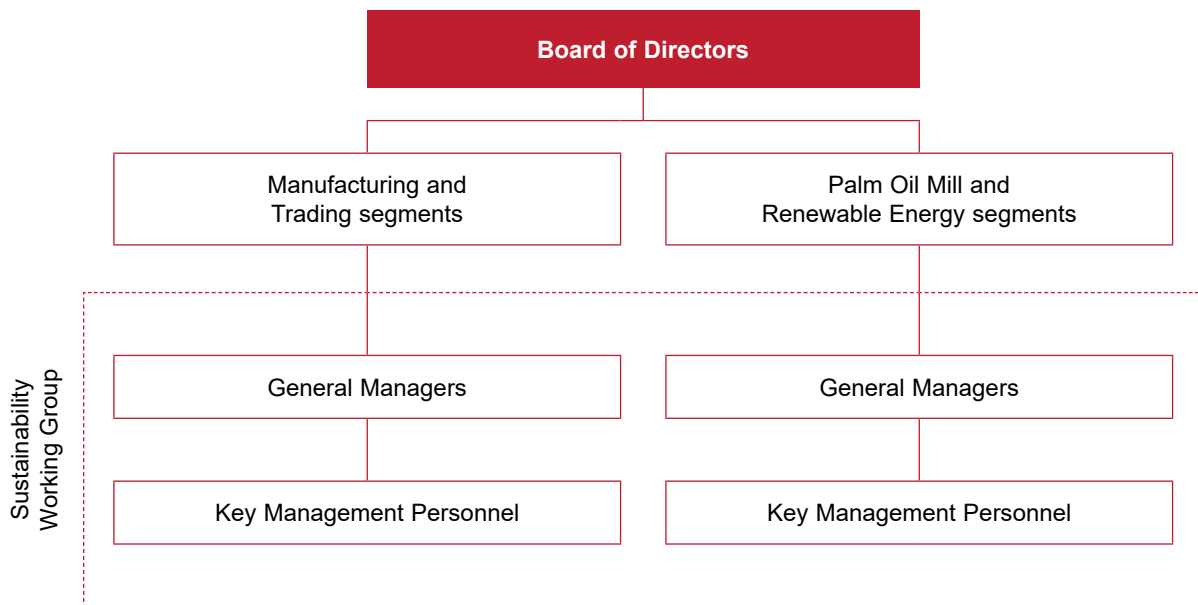 Board of Directors
Manufacturing and
Trading segments
Palm Oil Mill and
Renewable Energy segments
Sustainability
Working Group
General Managers
General Managers
Key Management Personnel
Key Management Personnel